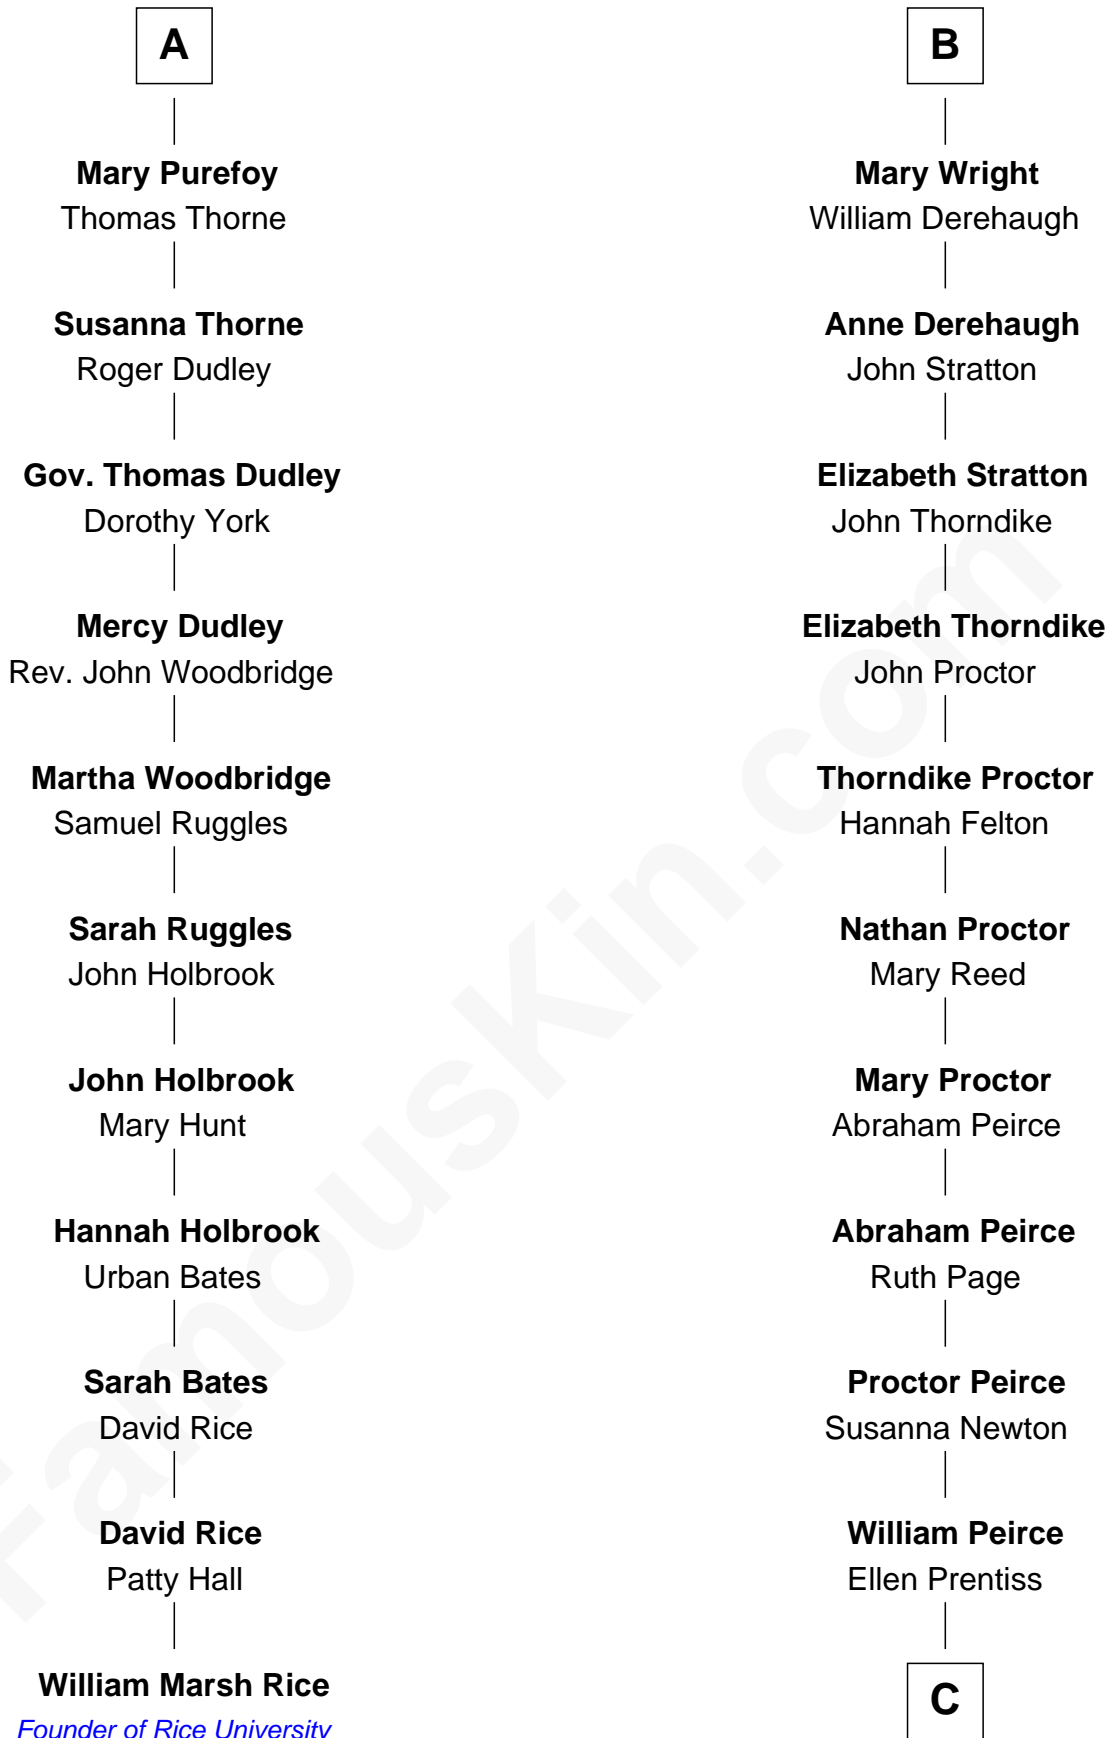 A
Mary Purefoy
Thomas Thorne
Susanna Thorne
Roger Dudley
Gov. Thomas Dudley
Dorothy York
Mercy Dudley
Rev. John Woodbridge
Martha Woodbridge
Samuel Ruggles
Sarah Ruggles
John Holbrook
John Holbrook
Mary Hunt
Hannah Holbrook
Urban Bates
Sarah Bates
David Rice
David Rice
Patty Hall
William Marsh Rice
Founder of Rice University
B
Mary Wright
William Derehaugh
Anne Derehaugh
John Stratton
Elizabeth Stratton
John Thorndike
Elizabeth Thorndike
John Proctor
Thorndike Proctor
Hannah Felton
Nathan Proctor
Mary Reed
Mary Proctor
Abraham Peirce
Abraham Peirce
Ruth Page
Proctor Peirce
Susanna Newton
William Peirce
Ellen Prentiss
C
FamousKin.com